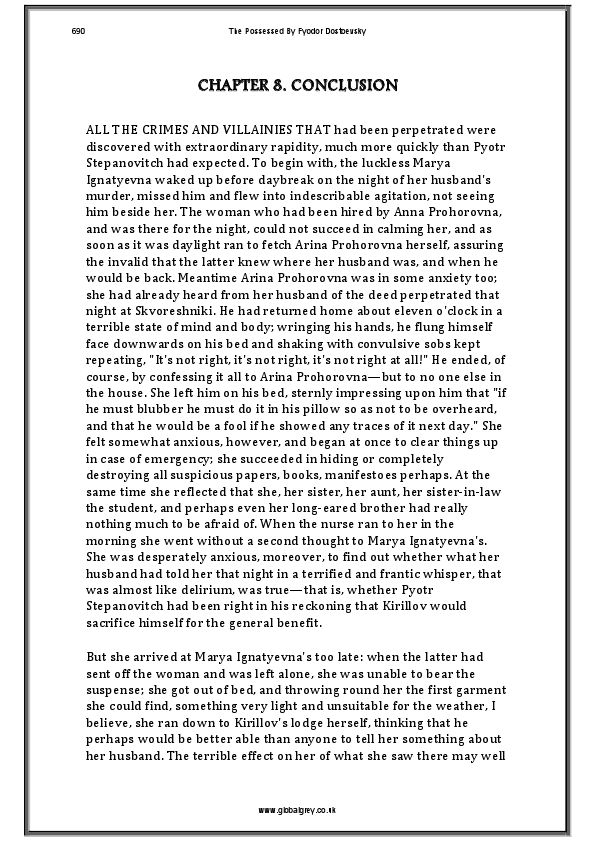 690
The Possessed By Fyodor Dostoevsky
CHAPTER 8. CONCLUSION
ALL THE CRIMES AND VILLAINIES THAT had been perpetrated were
discovered with extraordinary rapidity, much more quickly than Pyotr
Stepanovitch had expected. To begin with, the luckless Marya
Ignatyevna waked up before daybreak on the night of her husband's
murder, missed him and flew into indescribable agitation, not seeing
him beside her. The woman who had been hired by Anna Prohorovna,
and was there for the night, could not succeed in calming her, and as
soon as it was daylight ran to fetch Arina Prohorovna herself, assuring
the invalid that the latter knew where her husband was, and when he
would be back. Meantime Arina Prohorovna was in some anxiety too;
she had already heard from her husband of the deed perpetrated that
night at Skvoreshniki. He had returned home about eleven o'clock in a
terrible state of mind and body; wringing his hands, he flung himself
face downwards on his bed and shaking with convulsive sobs kept
repeating, "It's not right, it's not right, it's not right at all!" He ended, of
course, by confessing it all to Arina Prohorovna—but to no one else in
the house. She left him on his bed, sternly impressing upon him that "if
he must blubber he must do it in his pillow so as not to be overheard,
and that he would be a fool if he showed any traces of it next day." She
felt somewhat anxious, however, and began at once to clear things up
in case of emergency; she succeeded in hiding or completely
destroying all suspicious papers, books, manifestoes perhaps. At the
same time she reflected that she, her sister, her aunt, her sister-in-law
the student, and perhaps even her long-eared brother had really
nothing much to be afraid of. When the nurse ran to her in the
morning she went without a second thought to Marya Ignatyevna's.
She was desperately anxious, moreover, to find out whether what her
husband had told her that night in a terrified and frantic whisper, that
was almost like delirium, was true—that is, whether Pyotr
Stepanovitch had been right in his reckoning that Kirillov would
sacrifice himself for the general benefit.
But she arrived at Marya Ignatyevna's too late: when the latter had
sent off the woman and was left alone, she was unable to bear the
suspense; she got out of bed, and throwing round her the first garment
she could find, something very light and unsuitable for the weather, I
believe, she ran down to Kirillov's lodge herself, thinking that he
perhaps would be better able than anyone to tell her something about
her husband. The terrible effect on her of what she saw there may well
www.globalgrey.co.uk